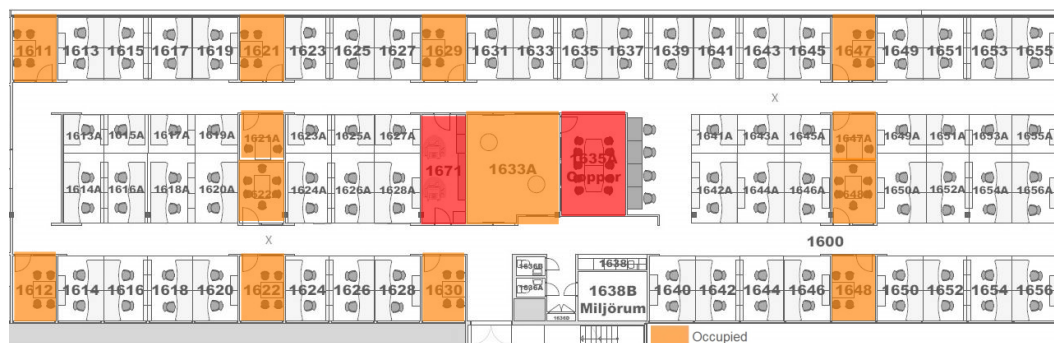 1611 1613 1615 1617 1619 1621 1623 1625 1627 1629 1631 1633 1635 1637 1639 1641 1643 1645 1647 1649 1651 1653 1655
X
1613A 1615A 1617A 1619A 1621A 1623A 1625A 1627A 1641A 1643A 1645A 1647A 1649A 1651A 1653A 1655A
1671 1633A 1635A
Copper
1614A 1616A 1618A 1620A 1622A 1624A 1626A 1628A 1642A 1644A 1646A 1648A 1650A 1652A 1654A 1656A
X 1600
1636B 1638
1612 1614 1616 1618 1620 1622 1624 1626 1628 1630 1636A 1638B 1640 1642 1644 1646 1648 1650 1652 1654 1656
Miljörum
Occupied